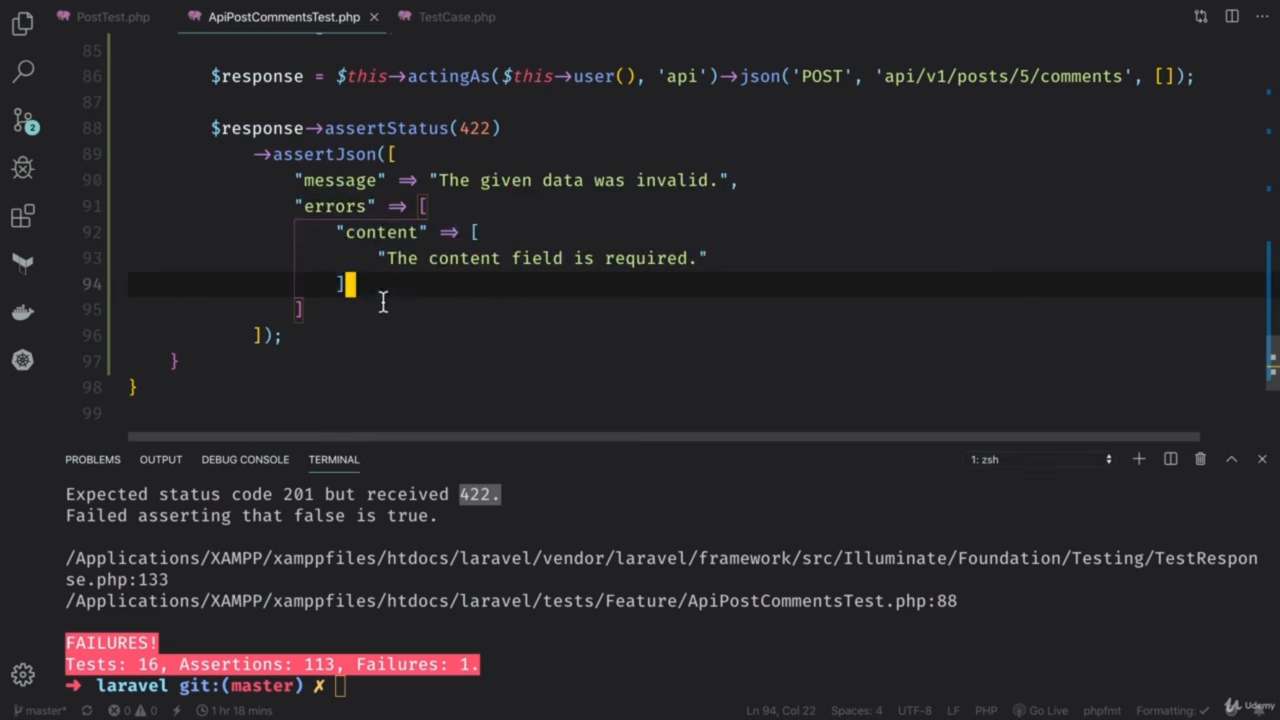 PostTest.php ApiPostCommentsTest.php TestCase.php
85
86 $response = $this→actingAs($this→user(), 'api')→json('POST', 'api/v1/posts/5/comments', []);
87
88 $response→assertStatus(422)
89 →assertJson([
90 "message" ⇒ "The given data was invalid.",
91 "errors" ⇒ [
92 "content" ⇒ [
93 "The content field is required."
94 ]
95 ]
96 ]);
97 }
98 }
99
2
PROBLEMS OUTPUT DEBUG CONSOLE TERMINAL 1: zsh
Expected status code 201 but received 422.
Failed asserting that false is true.
/Applications/XAMPP/xamppfiles/htdocs/laravel/vendor/laravel/framework/src/Illuminate/Foundation/Testing/TestRespon
se.php:133
/Applications/XAMPP/xamppfiles/htdocs/laravel/tests/Feature/ApiPostCommentsTest.php:88
FAILURES!
Tests: 16, Assertions: 113, Failures: 1.
→ laravel git:(master) ✗
master* 0 0 1 hr 18 mins Ln 94, Col 22 Spaces: 4 UTF-8 LF PHP Go Live phpfmt Formatting: ✓
Udemy